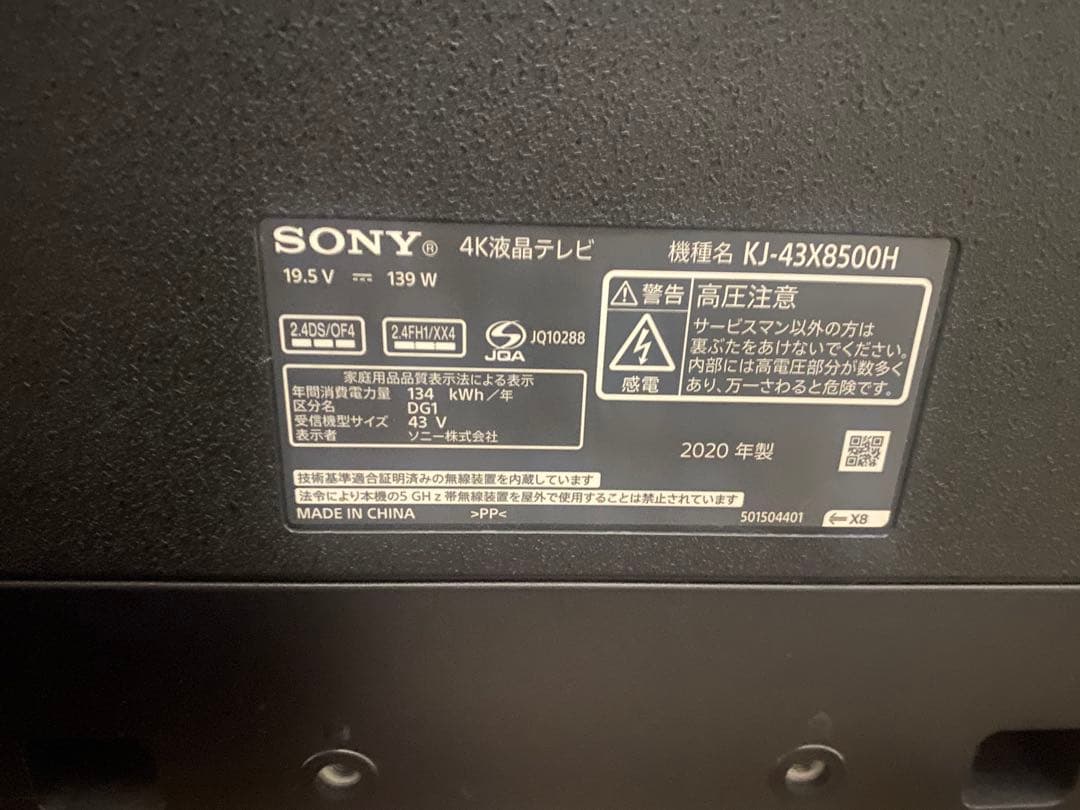 SONY® 4K液晶テレビ 機種名 KJ-43X8500H
19.5 V ⎓ 139 W
2.4DS/OF4
2.4FH1/XX4
JQA
JQ10288
警告 高圧注意
感電
サービスマン以外の方は
裏ぶたをあけないでください。
内部には高電圧部分が数多く
あり、万一さわると危険です。
家庭用品品質表示法による表示
年間消費電力量 134 kWh/年
区分名 DG1
受信機型サイズ 43 V
表示者 ソニー株式会社
2020 年製
技術基準適合証明済みの無線装置を内蔵しています
法令により本機の5 GHz帯無線装置を屋外で使用することは禁止されています
MADE IN CHINA >PP< 501504401 ⇐X8